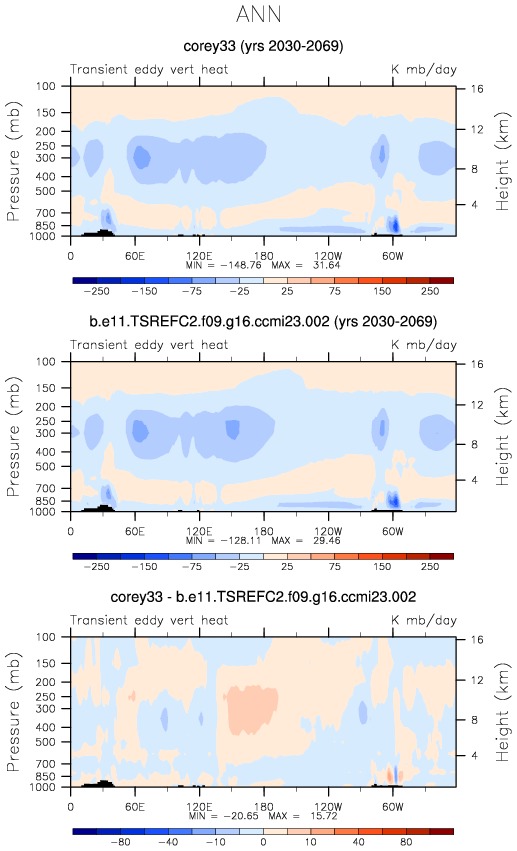 ANN
corey33 (yrs 2030-2069)
Transient eddy vert heat K mb/day
100 150 200 250 300 400 500 700 850 1000
Pressure (mb)
16 12 8 4
Height (km)
0 60E 120E 180 120W 60W
MIN = -148.76 MAX = 31.64
-250 -150 -75 -25 25 75 150 250
b.e11.TSREFC2.f09.g16.ccmi23.002 (yrs 2030-2069)
Transient eddy vert heat K mb/day
100 150 200 250 300 400 500 700 850 1000
Pressure (mb)
16 12 8 4
Height (km)
0 60E 120E 180 120W 60W
MIN = -128.11 MAX = 29.46
-250 -150 -75 -25 25 75 150 250
corey33 - b.e11.TSREFC2.f09.g16.ccmi23.002
Transient eddy vert heat K mb/day
100 150 200 250 300 400 500 700 850 1000
Pressure (mb)
16 12 8 4
Height (km)
0 60E 120E 180 120W 60W
MIN = -20.65 MAX = 15.72
-80 -40 -10 0 10 40 80